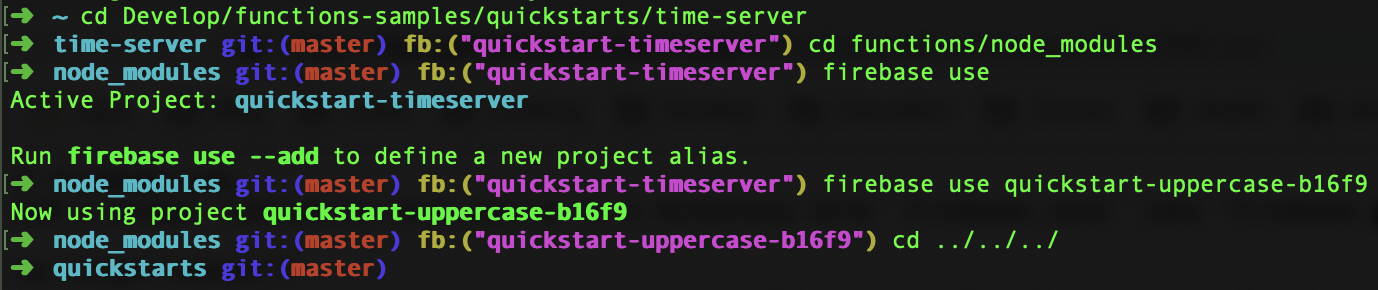 [➜ ~ cd Develop/functions-samples/quickstarts/time-server
[➜ time-server git:(master) fb:("quickstart-timeserver") cd functions/node_modules
[➜ node_modules git:(master) fb:("quickstart-timeserver") firebase use
Active Project: quickstart-timeserver
Run firebase use --add to define a new project alias.
[➜ node_modules git:(master) fb:("quickstart-timeserver") firebase use quickstart-uppercase-b16f9
Now using project quickstart-uppercase-b16f9
[➜ node_modules git:(master) fb:("quickstart-uppercase-b16f9") cd ../../../
➜ quickstarts git:(master)